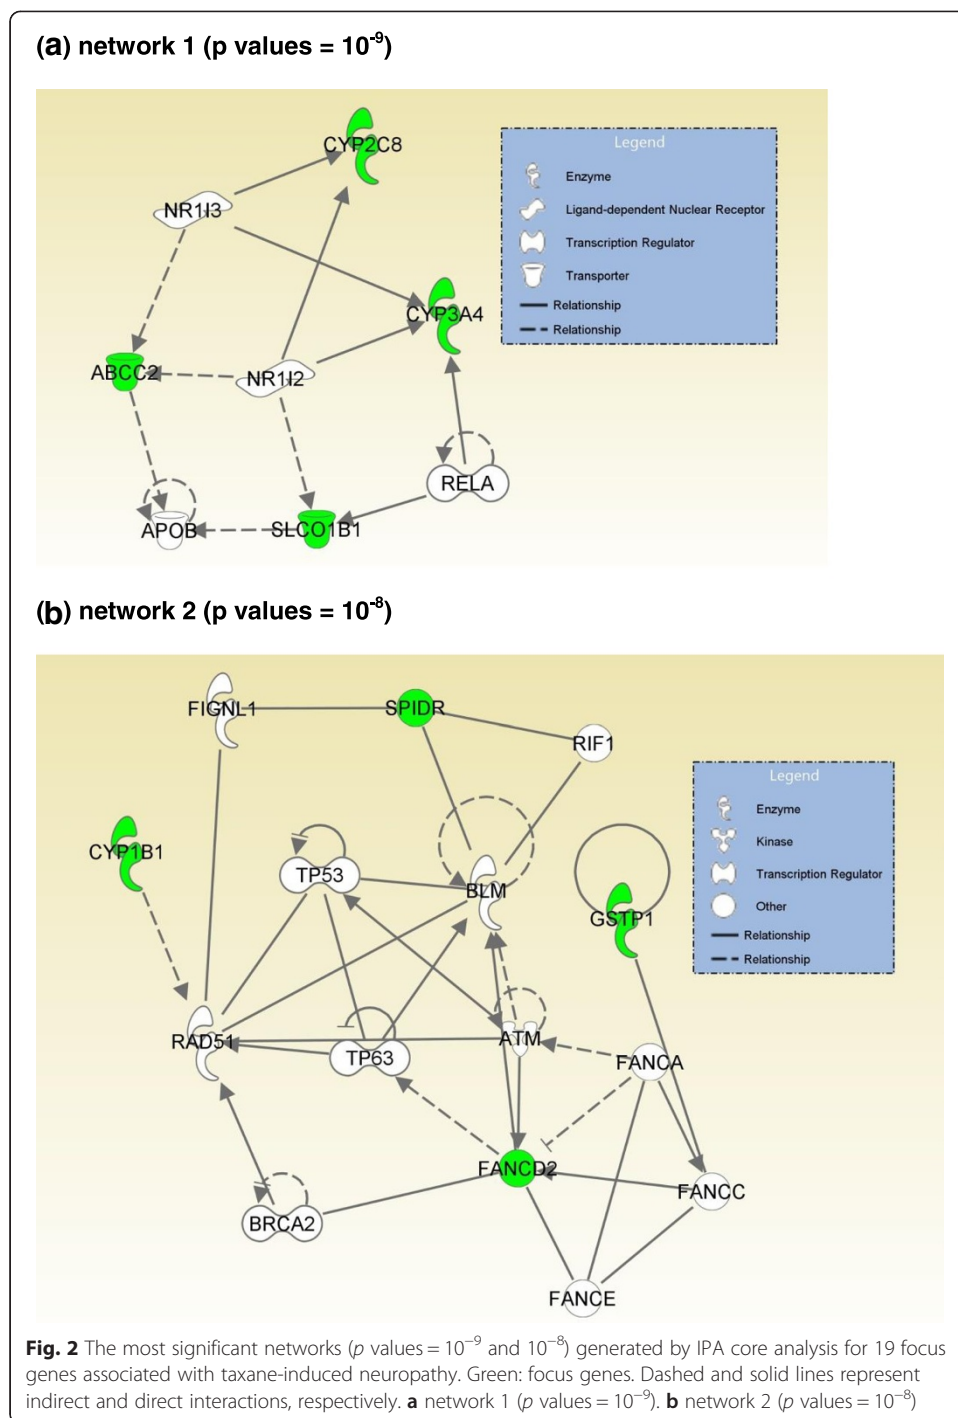 (a) network 1 (p values = 10⁻⁹)
CYP2C8
Legend
Enzyme
NR1I3
Ligand-dependent Nuclear Receptor
Transcription Regulator
Transporter
CYP3A4
Relationship
Relationship
ABCC2
NR1I2
RELA
APOB
SLCO1B1
(b) network 2 (p values = 10⁻⁸)
FIGNL1
SPIDR
RIF1
Legend
Enzyme
CYP1B1
Kinase
TP53
Transcription Regulator
BLM
Other
GSTP1
Relationship
Relationship
RAD51
TP63
ATM
FANCA
FANCD2
FANCC
BRCA2
FANCE
Fig. 2 The most significant networks (p values = 10⁻⁹ and 10⁻⁸) generated by IPA core analysis for 19 focus
genes associated with taxane-induced neuropathy. Green: focus genes. Dashed and solid lines represent
indirect and direct interactions, respectively. a network 1 (p values = 10⁻⁹). b network 2 (p values = 10⁻⁸)